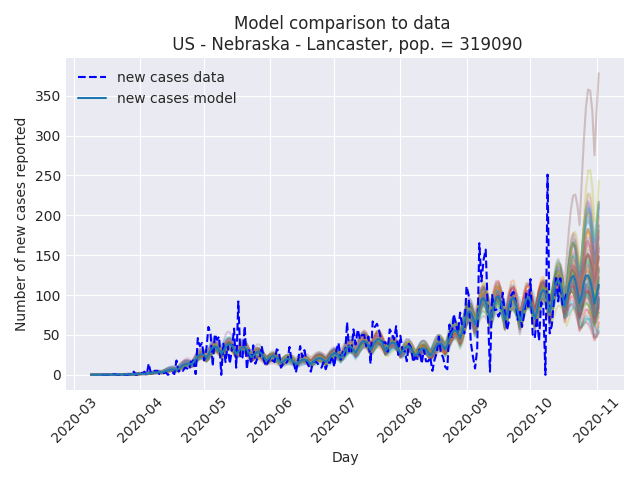 Model comparison to data
US - Nebraska - Lancaster, pop. = 319090
new cases data
new cases model
Number of new cases reported
350
300
250
200
150
100
50
0
2020-03
2020-04
2020-05
2020-06
2020-07
2020-08
2020-09
2020-10
2020-11
Day